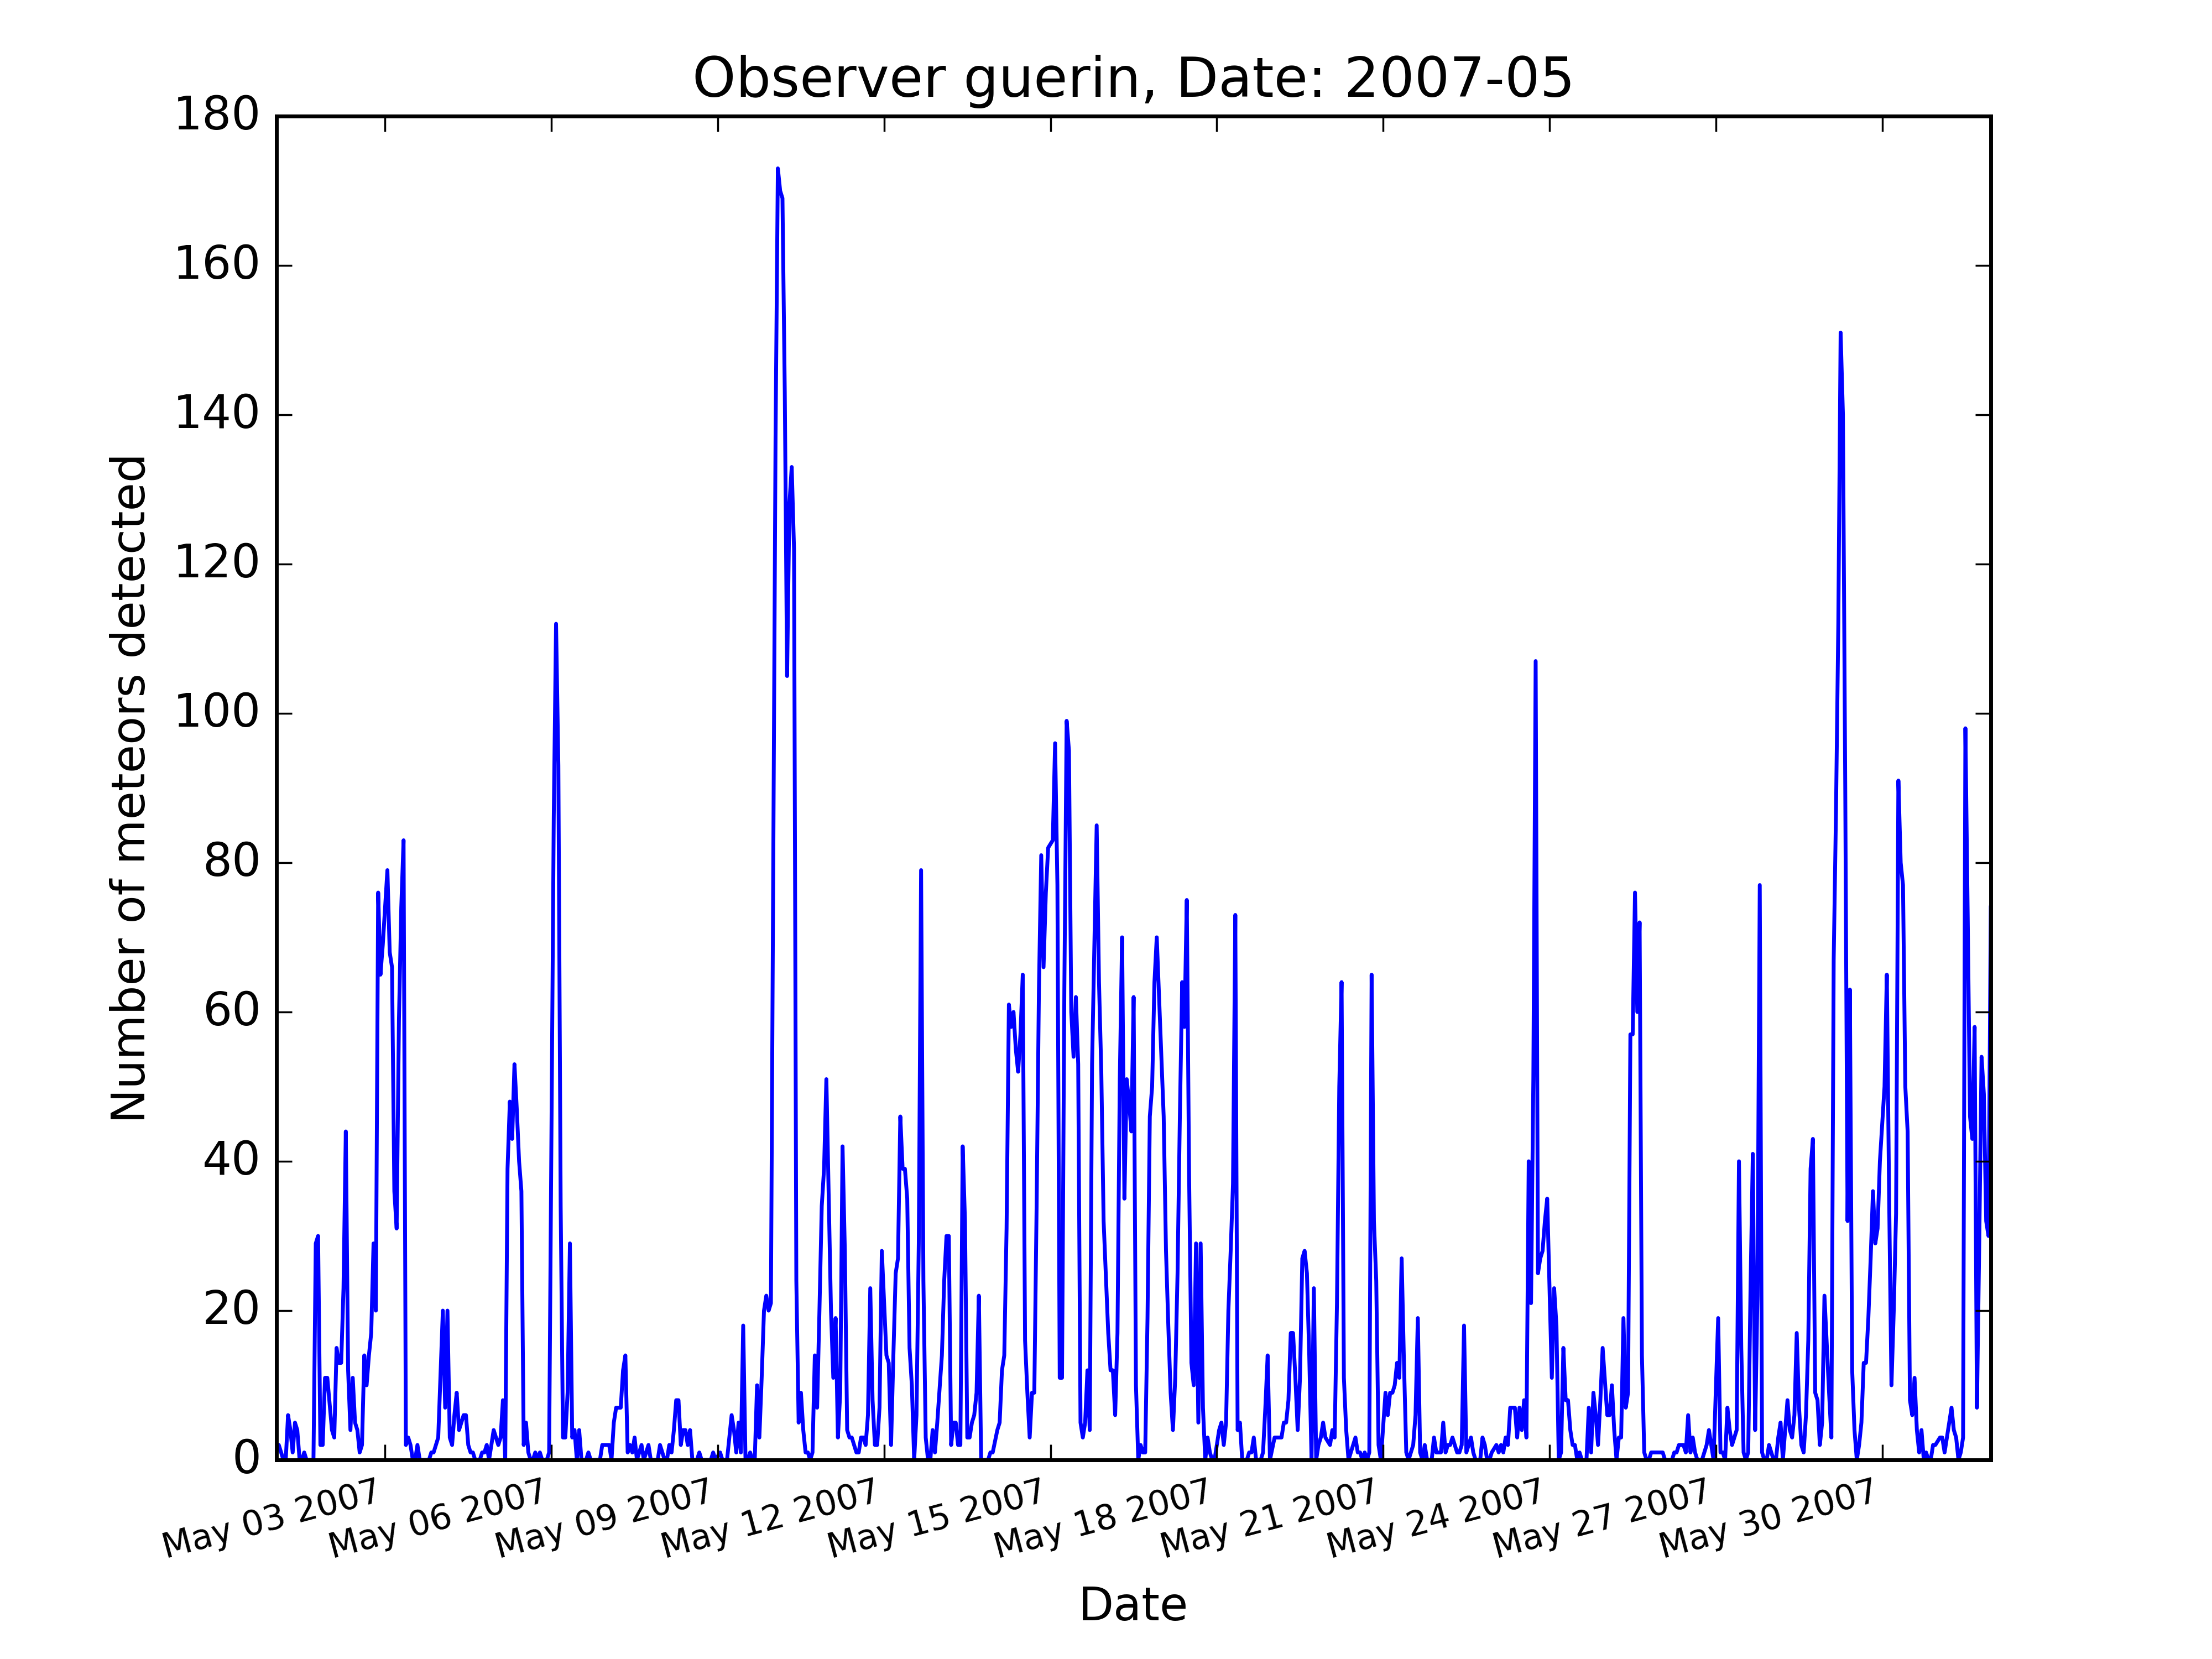 Observer guerin, Date: 2007-05
Number of meteors detected
180
160
140
120
100
80
60
40
20
0
May 03 2007
May 06 2007
May 09 2007
May 12 2007
May 15 2007
May 18 2007
May 21 2007
May 24 2007
May 27 2007
May 30 2007
Date